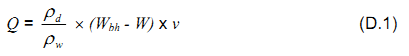 Q = ρd / ρw × (Wbh - W) x v (D.1)